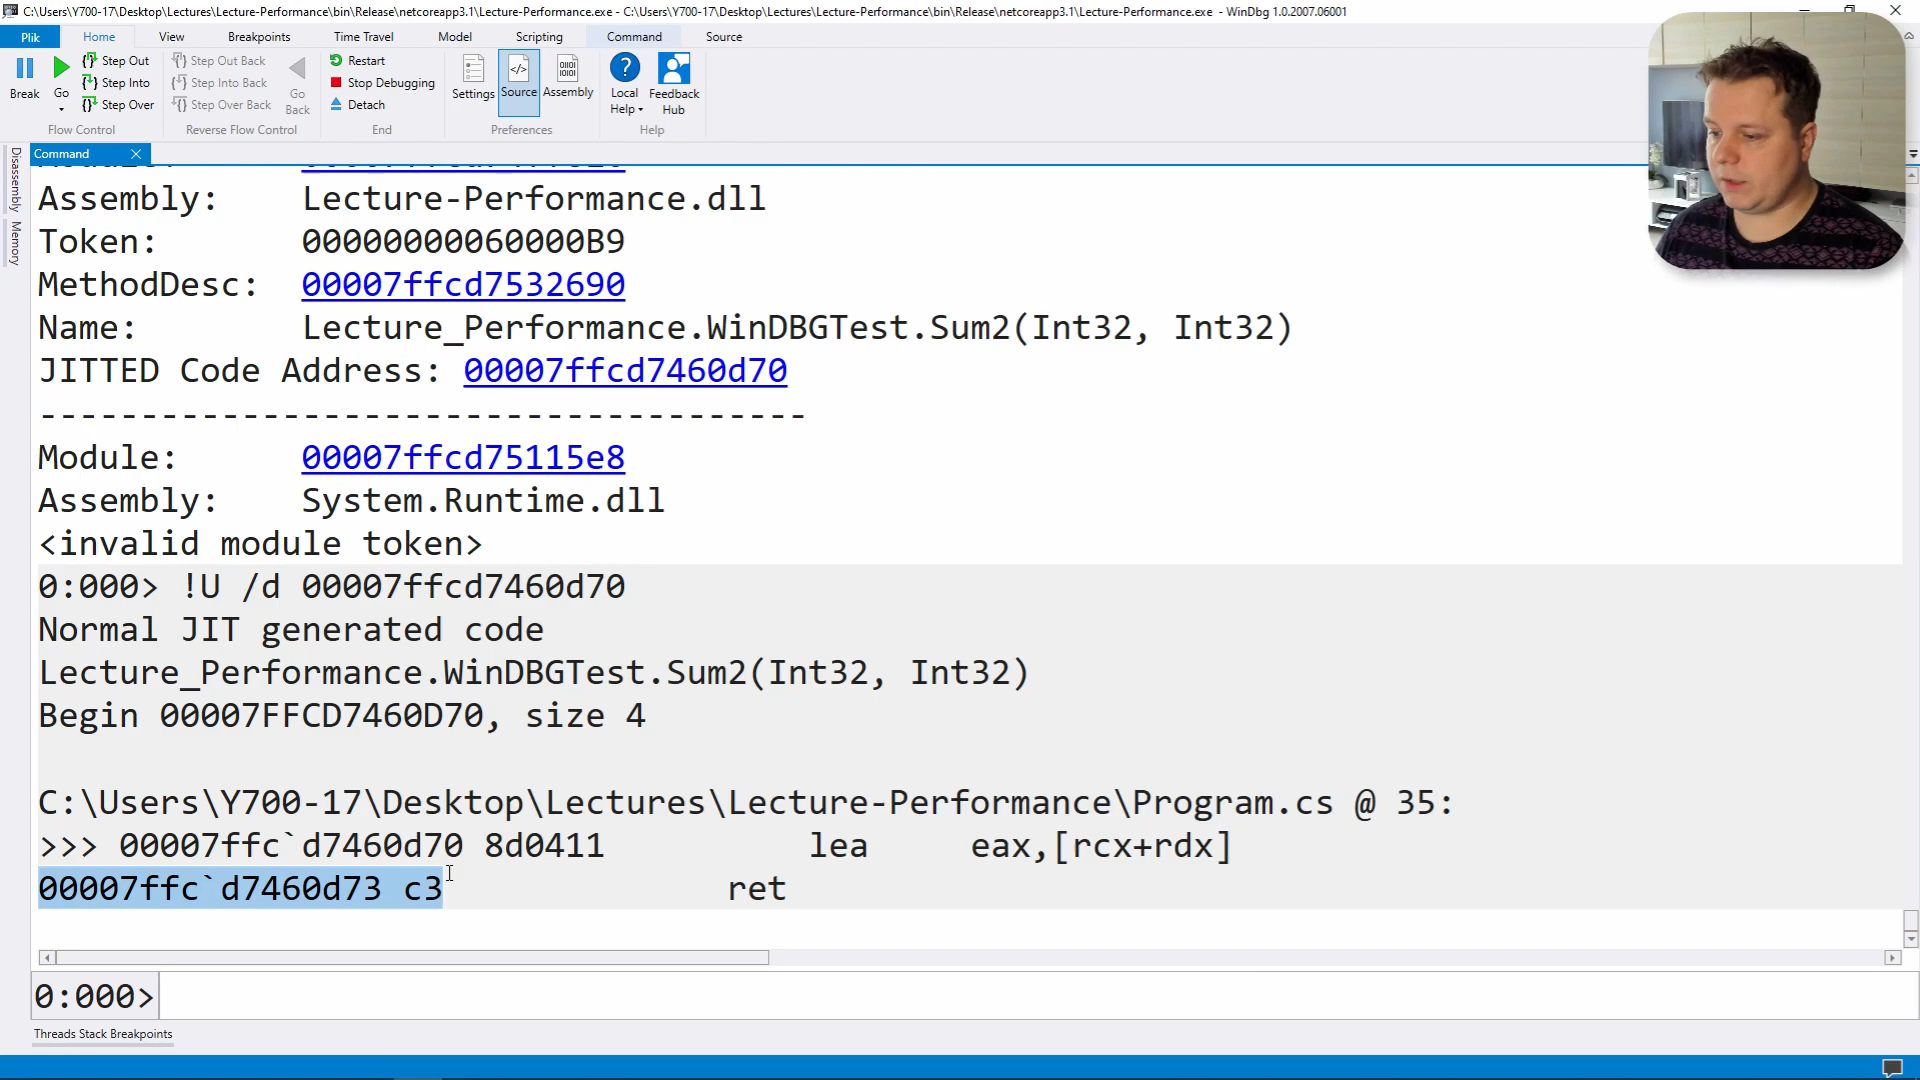 C:\Users\Y700-17\Desktop\Lectures\Lecture-Performance\bin\Release\netcoreapp3.1\Lecture-Performance.exe - C:\Users\Y700-17\Desktop\Lectures\Lecture-Performance\bin\Release\netcoreapp3.1\Lecture-Performance.exe - WinDbg 1.0.2007.06001
Plik Home View Breakpoints Time Travel Model Scripting Command Source
Break
Go
Step Out
Step Into
Step Over
Flow Control
Step Out Back
Step Into Back
Step Over Back
Go Back
Reverse Flow Control
Restart
Stop Debugging
Detach
End
Settings Source Assembly
Preferences
Local Help
Feedback Hub
Help
Disassembly
Memory
Command
Assembly: Lecture-Performance.dll
Token: 00000000060000B9
MethodDesc: 00007ffcd7532690
Name: Lecture_Performance.WinDBGTest.Sum2(Int32, Int32)
JITTED Code Address: 00007ffcd7460d70
--------------------------------------
Module: 00007ffcd75115e8
Assembly: System.Runtime.dll
<invalid module token>
0:000> !U /d 00007ffcd7460d70
Normal JIT generated code
Lecture_Performance.WinDBGTest.Sum2(Int32, Int32)
Begin 00007FFCD7460D70, size 4
C:\Users\Y700-17\Desktop\Lectures\Lecture-Performance\Program.cs @ 35:
>>> 00007ffc`d7460d70 8d0411 lea eax,[rcx+rdx]
00007ffc`d7460d73 c3 ret
0:000>
Threads Stack Breakpoints